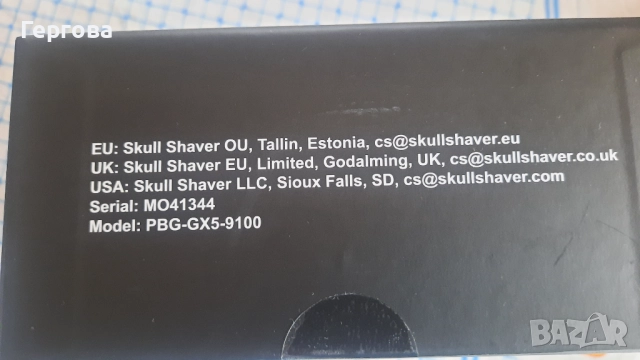 Гергова
EU: Skull Shaver OU, Tallin, Estonia, cs@skullshaver.eu
UK: Skull Shaver EU, Limited, Godalming, UK, cs@skullshaver.co.uk
USA: Skull Shaver LLC, Sioux Falls, SD, cs@skullshaver.com
Serial: MO41344
Model: PBG-GX5-9100
BAZAR